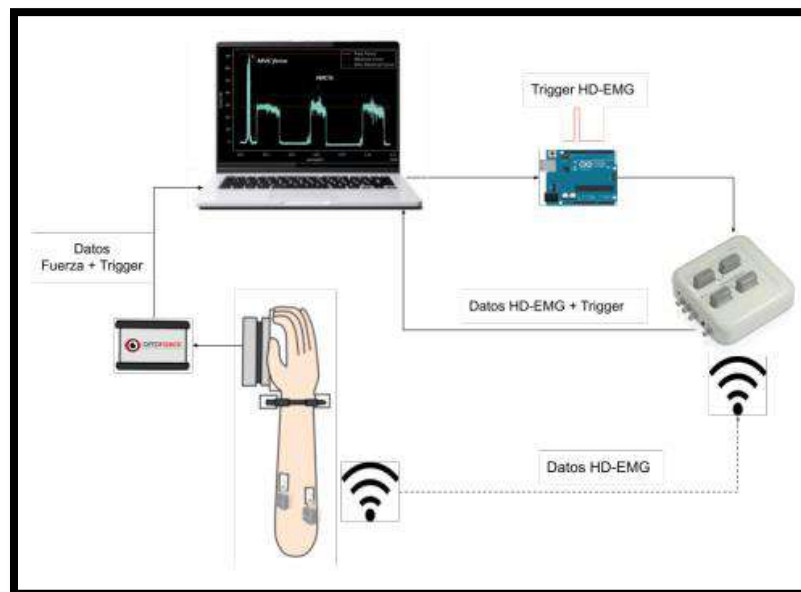 MVC force
Trigger HD-EMG
Datos
Fuerza + Trigger
Datos HD-EMG + Trigger
OPTOFORCE
Datos HD-EMG